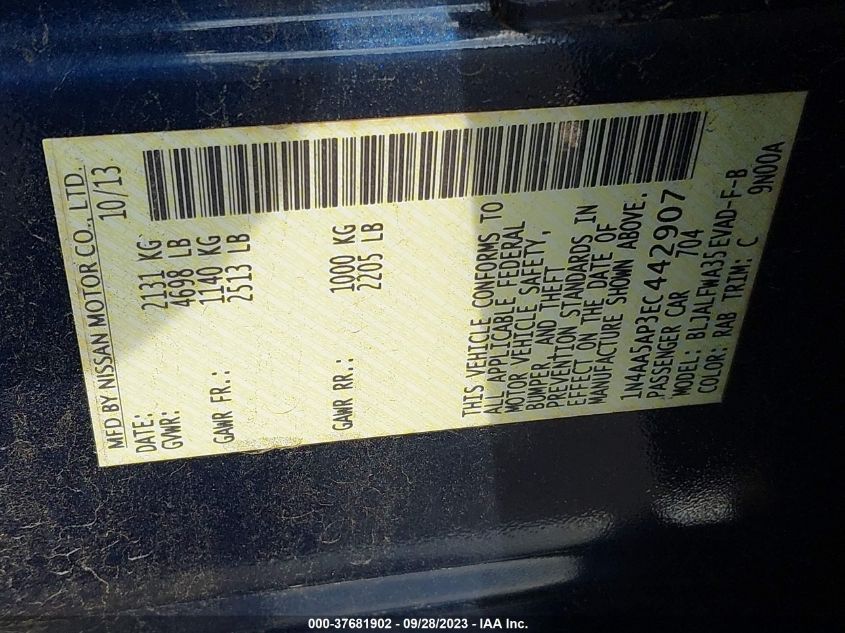 MFD BY NISSAN MOTOR CO., LTD.
DATE: 10/13
GVWR: 2131 KG
4698 LB
GAWR FR.: 1140 KG
2513 LB
GAWR RR.: 1000 KG
2205 LB
THIS VEHICLE CONFORMS TO
ALL APPLICABLE FEDERAL
MOTOR VEHICLE SAFETY,
BUMPER, AND THEFT
PREVENTION STANDARDS IN
EFFECT ON THE DATE OF
MANUFACTURE SHOWN ABOVE.
1N4AA5AP3EC442907
PASSENGER CAR 704
MODEL: BLJALFWA35EVAD-F-B
COLOR: RAB TRIM: C 9N00A
000-37681902 - 09/28/2023 - IAA Inc.